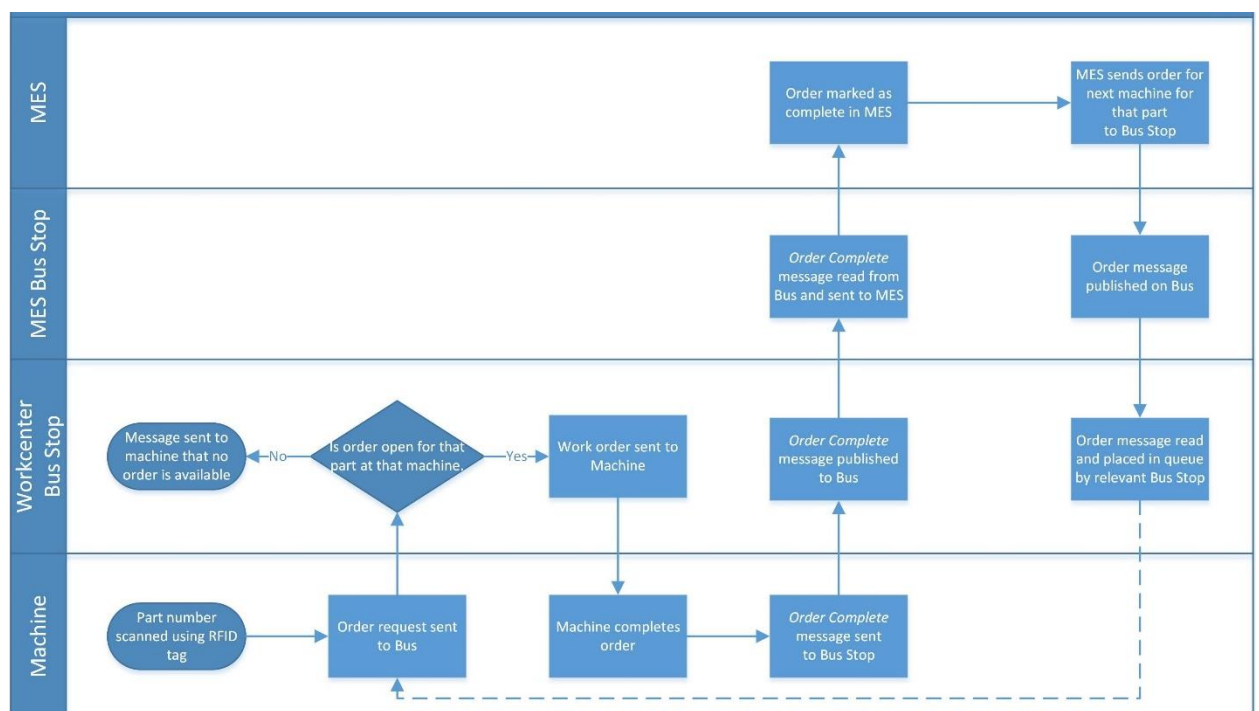 MES
Order marked as
complete in MES
MES sends order for
next machine for
that part
to Bus Stop
MES Bus Stop
Order Complete
message read from
Bus and sent to MES
Order message
published on Bus
Workcenter
Bus Stop
Message sent to
machine that no
order is available
No
Is order open for that
part at that machine.
Yes
Work order sent to
Machine
Order Complete
message published
to Bus
Order message read
and placed in queue
by relevant Bus Stop
Machine
Part number
scanned using RFID
tag
Order request sent
to Bus
Machine completes
order
Order Complete
message sent
to Bus Stop